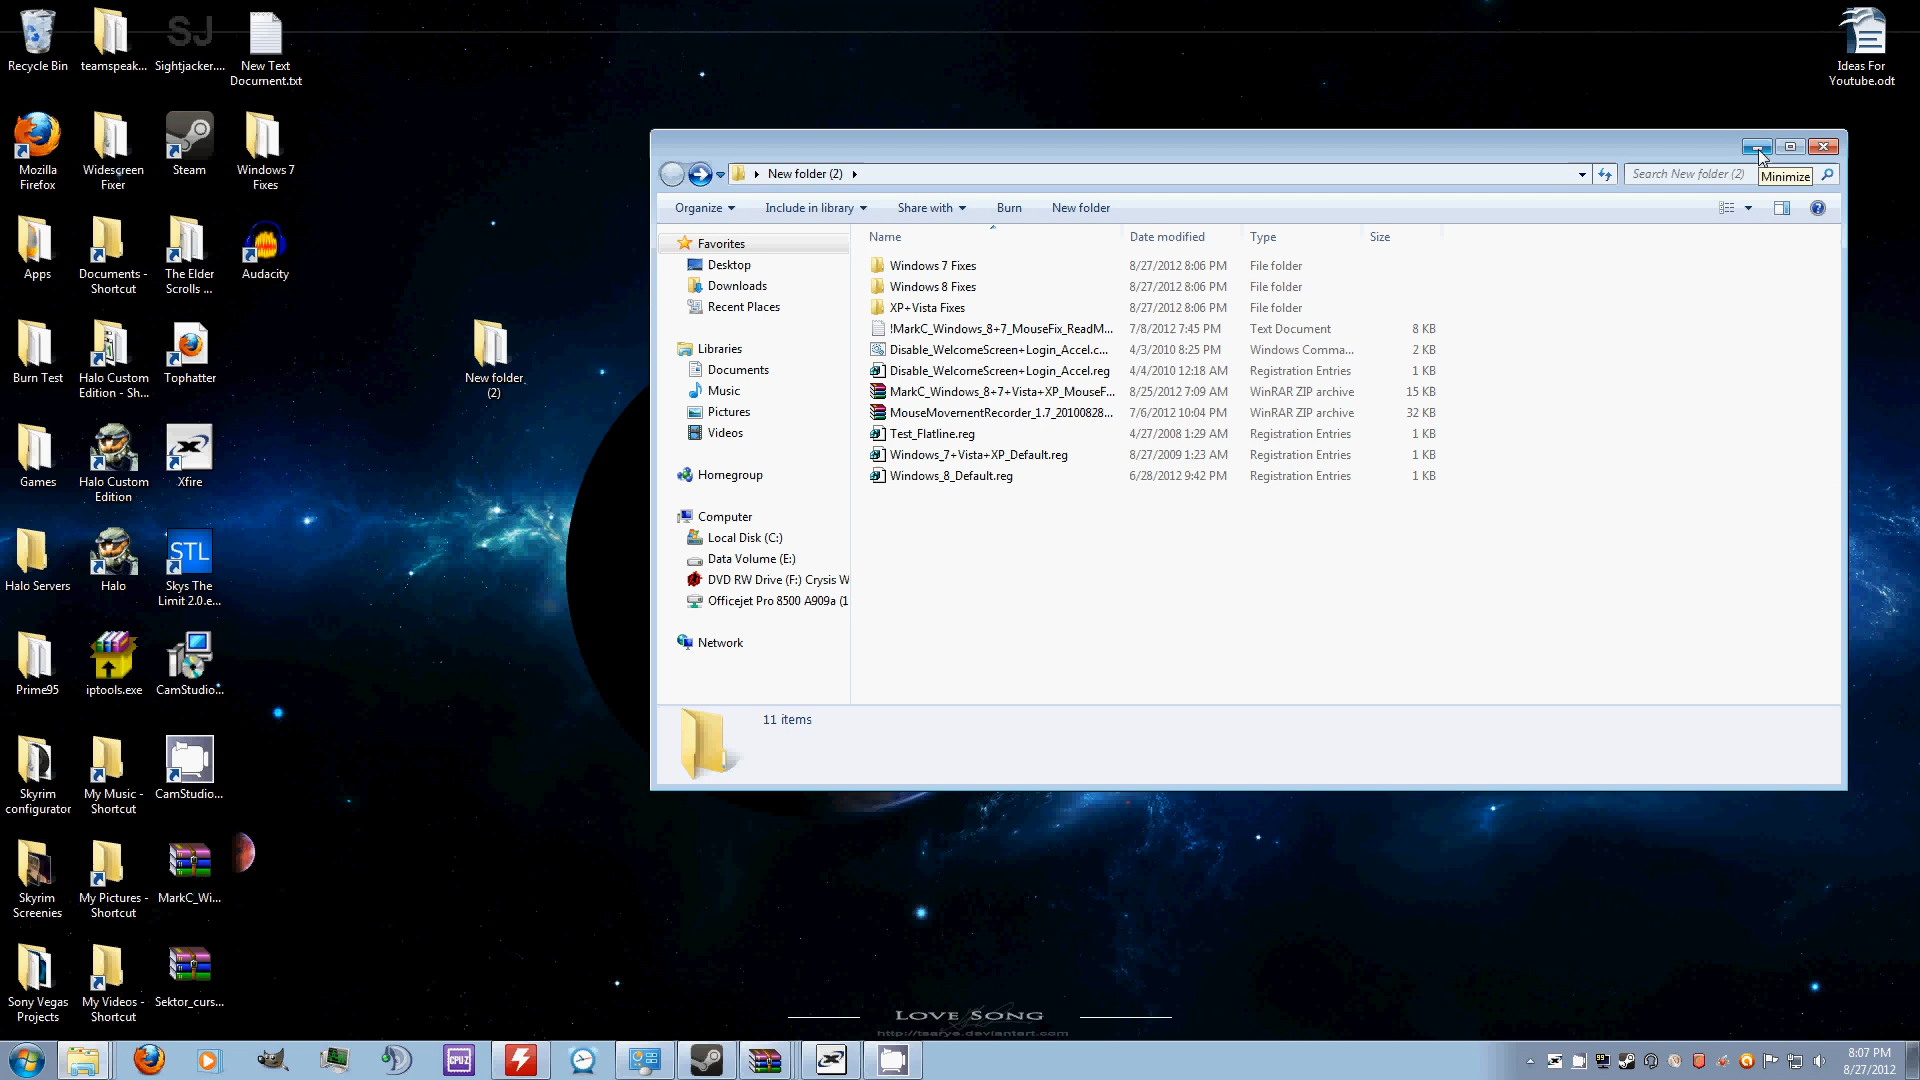 Recycle Bin
teamspeak...
SJ
Sightjacker....
New Text
Document.txt
Ideas For
Youtube.odt
Mozilla
Firefox
Widescreen
Fixer
Steam
Windows 7
Fixes
Apps
Documents -
Shortcut
The Elder
Scrolls ...
Audacity
Burn Test
Halo Custom
Edition - Sh...
Tophatter
New folder
(2)
Games
Halo Custom
Edition
Xfire
Halo Servers
Halo
STL
Skys The
Limit 2.0.e...
Prime95
iptools.exe
CamStudio...
Skyrim
configurator
My Music -
Shortcut
CamStudio...
Skyrim
Screenies
My Pictures -
Shortcut
MarkC_Wi...
Sony Vegas
Projects
My Videos -
Shortcut
Sektor_curs...
New folder (2)
Search New folder (2)
Minimize
Organize
Include in library
Share with
Burn
New folder
Favorites
Desktop
Downloads
Recent Places
Libraries
Documents
Music
Pictures
Videos
Homegroup
Computer
Local Disk (C:)
Data Volume (E:)
DVD RW Drive (F:) Crysis W
Officejet Pro 8500 A909a (1
Network
Name Date modified Type Size
Windows 7 Fixes 8/27/2012 8:06 PM File folder
Windows 8 Fixes 8/27/2012 8:06 PM File folder
XP+Vista Fixes 8/27/2012 8:06 PM File folder
!MarkC_Windows_8+7_MouseFix_ReadM... 7/8/2012 7:45 PM Text Document 8 KB
Disable_WelcomeScreen+Login_Accel.c... 4/3/2010 8:25 PM Windows Comma... 2 KB
Disable_WelcomeScreen+Login_Accel.reg 4/4/2010 12:18 AM Registration Entries 1 KB
MarkC_Windows_8+7+Vista+XP_MouseF... 8/25/2012 7:09 AM WinRAR ZIP archive 15 KB
MouseMovementRecorder_1.7_20100828... 7/6/2012 10:04 PM WinRAR ZIP archive 32 KB
Test_Flatline.reg 4/27/2008 1:29 AM Registration Entries 1 KB
Windows_7+Vista+XP_Default.reg 8/27/2009 1:23 AM Registration Entries 1 KB
Windows_8_Default.reg 6/28/2012 9:42 PM Registration Entries 1 KB
11 items
LOVE SONG
http://tsarye.deviantart.com
CPUZ
8:07 PM
8/27/2012